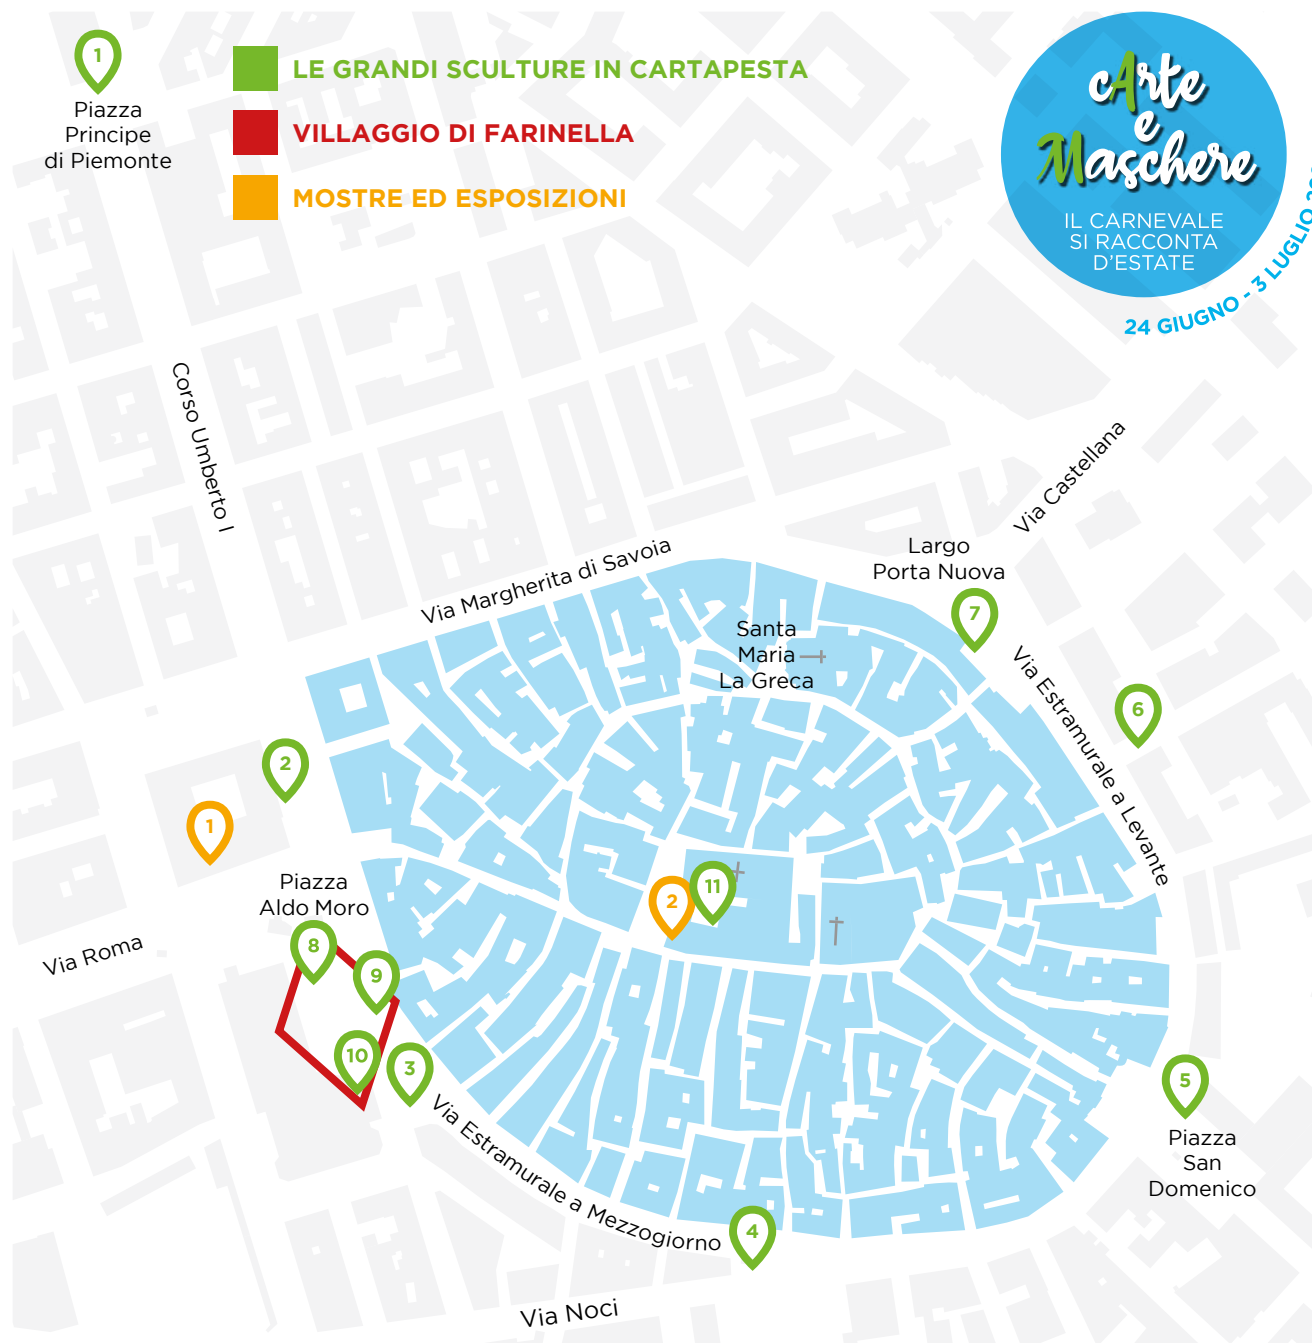 1
Piazza
Principe
di Piemonte
LE GRANDI SCULTURE IN CARTAPESTA
VILLAGGIO DI FARINELLA
MOSTRE ED ESPOSIZIONI
cArte
e
Maschere
IL CARNEVALE
SI RACCONTA
D'ESTATE
24 GIUGNO - 3 LUGLIO
Corso Umberto I
Via Castellana
Via Margherita di Savoia
Largo
Porta Nuova
7
Santa
Maria
La Greca
Via Estramurale a Levante
6
2
1
Piazza
Aldo Moro
11
2
Via Roma
8
9
10
3
5
Via Estramurale a Mezzogiorno
Piazza
San
Domenico
4
Via Noci